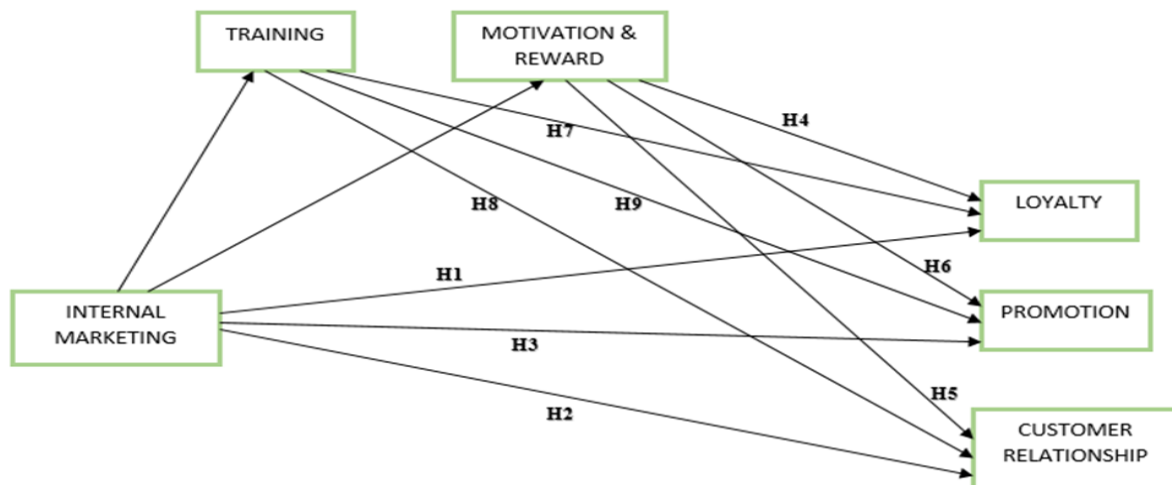 TRAINING
MOTIVATION &
REWARD
H4
H7
LOYALTY
H8
H9
H6
H1
INTERNAL
MARKETING
PROMOTION
H3
H5
H2
CUSTOMER
RELATIONSHIP